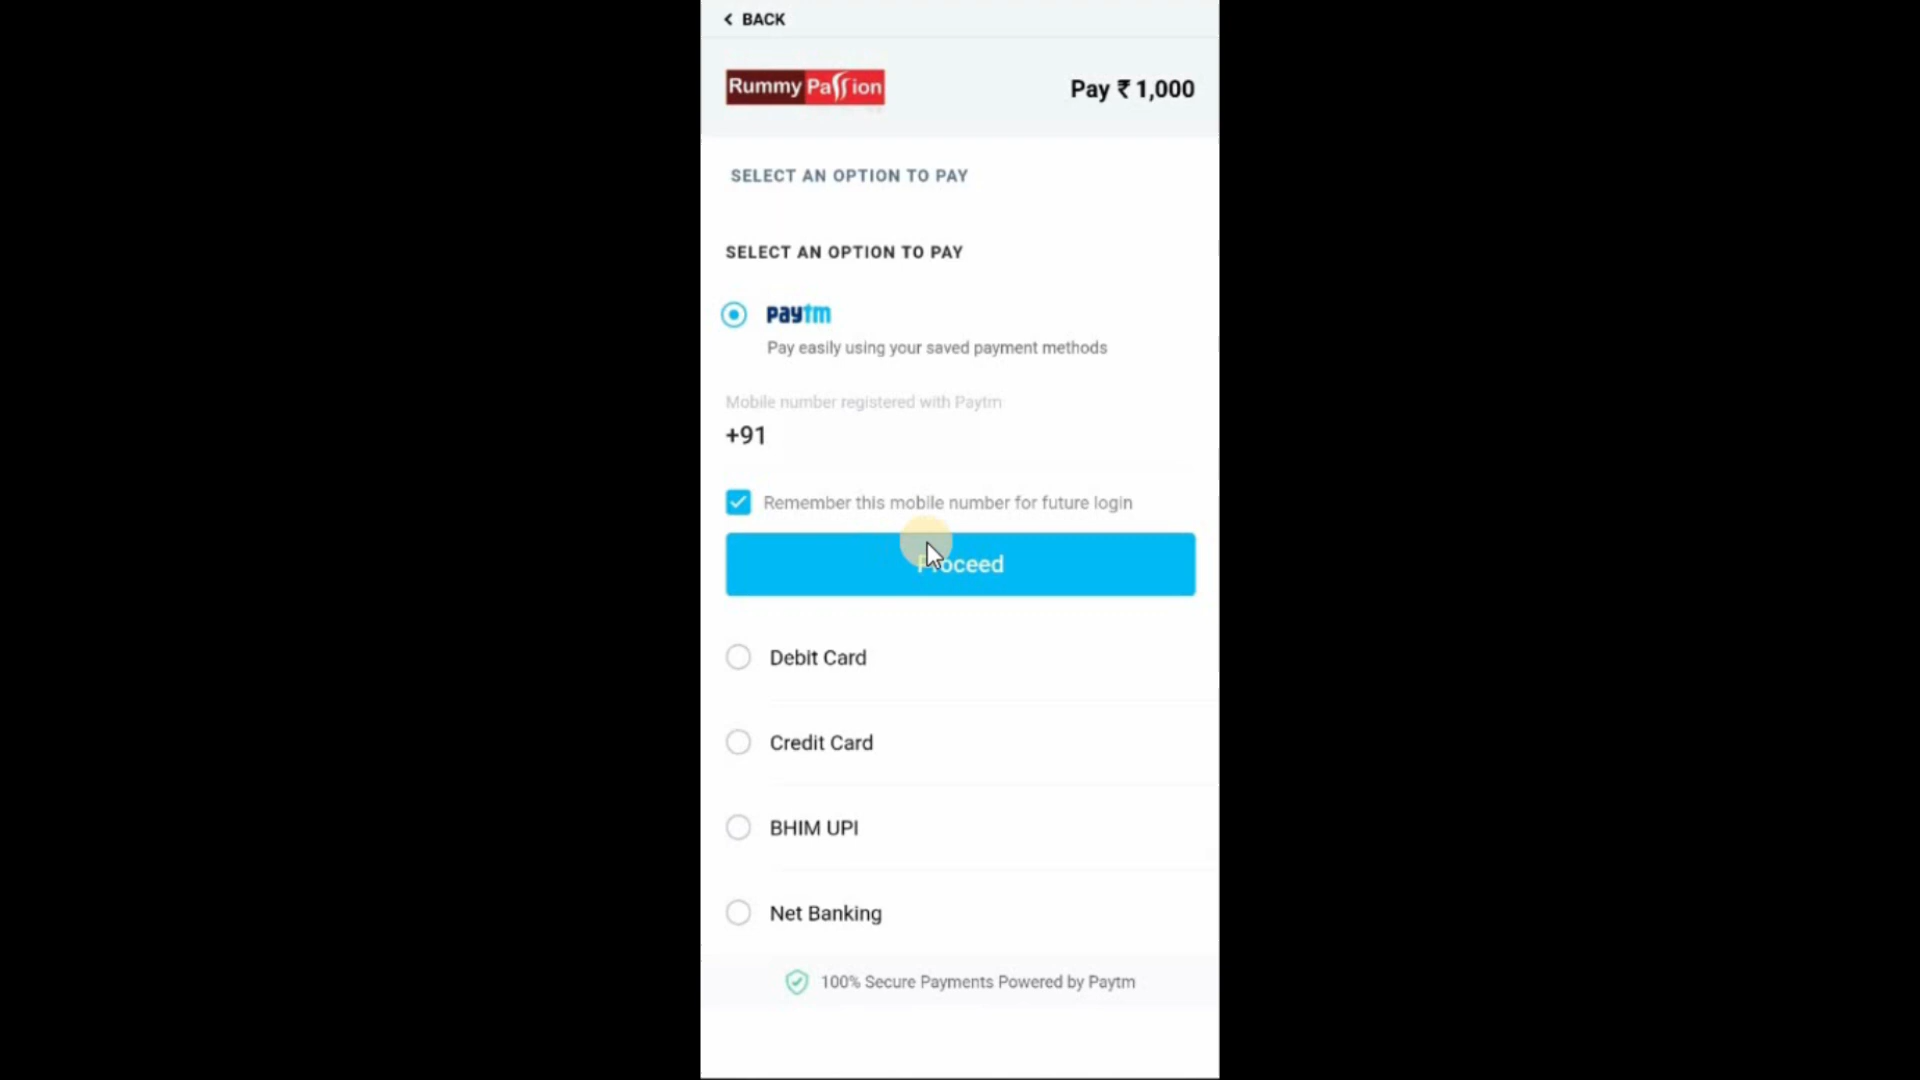 BACK
Rummy Passion
Pay ₹ 1,000
SELECT AN OPTION TO PAY
SELECT AN OPTION TO PAY
paytm
Pay easily using your saved payment methods
Mobile number registered with Paytm
+91
Remember this mobile number for future login
Proceed
Debit Card
Credit Card
BHIM UPI
Net Banking
100% Secure Payments Powered by Paytm